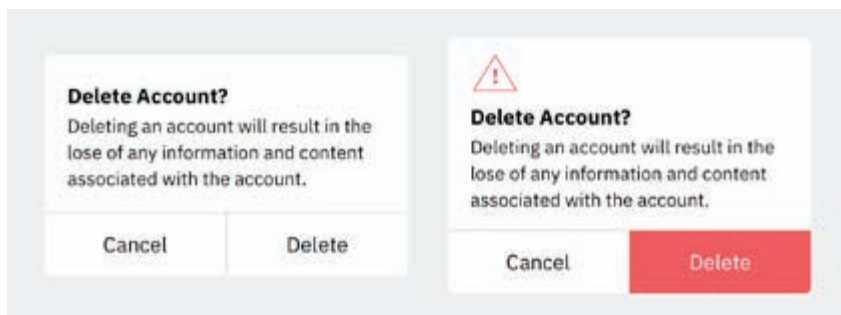 Delete Account?
Deleting an account will result in the
lose of any information and content
associated with the account.
Cancel
Delete
!
Delete Account?
Deleting an account will result in the
lose of any information and content
associated with the account.
Cancel
Delete